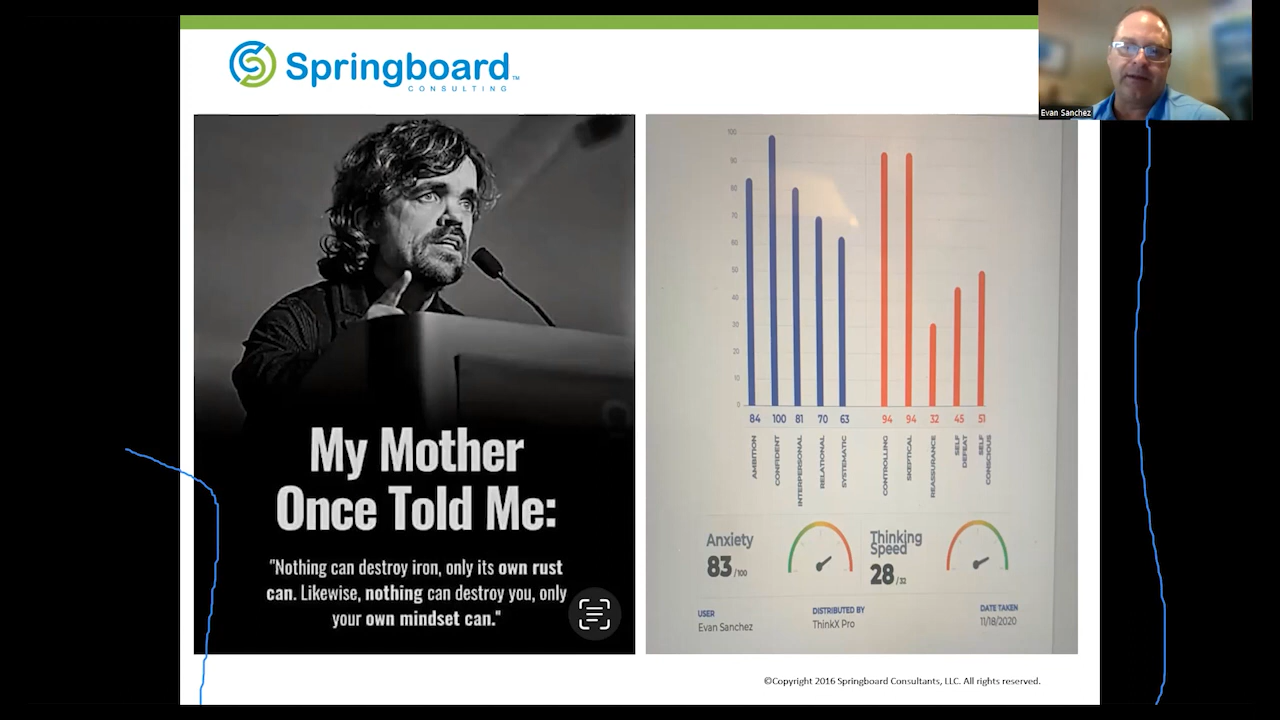 Springboard™
CONSULTING
Evan Sanchez
My Mother
Once Told Me:
"Nothing can destroy iron, only its own rust
can. Likewise, nothing can destroy you, only
your own mindset can."
100
90
80
70
60
50
40
30
20
10
0
84 100 81 70 63 94 94 32 45 51
AMBITION
CONFIDENT
INTERPERSONAL
RELATIONAL
SYSTEMATIC
CONTROLLING
SKEPTICAL
REASSURANCE
SELF
DEFEAT
SELF
CONSCIOUS
Anxiety
83/100
Thinking
Speed
28/32
USER
Evan Sanchez
DISTRIBUTED BY
ThinkX Pro
DATE TAKEN
11/18/2020
©Copyright 2016 Springboard Consultants, LLC. All rights reserved.